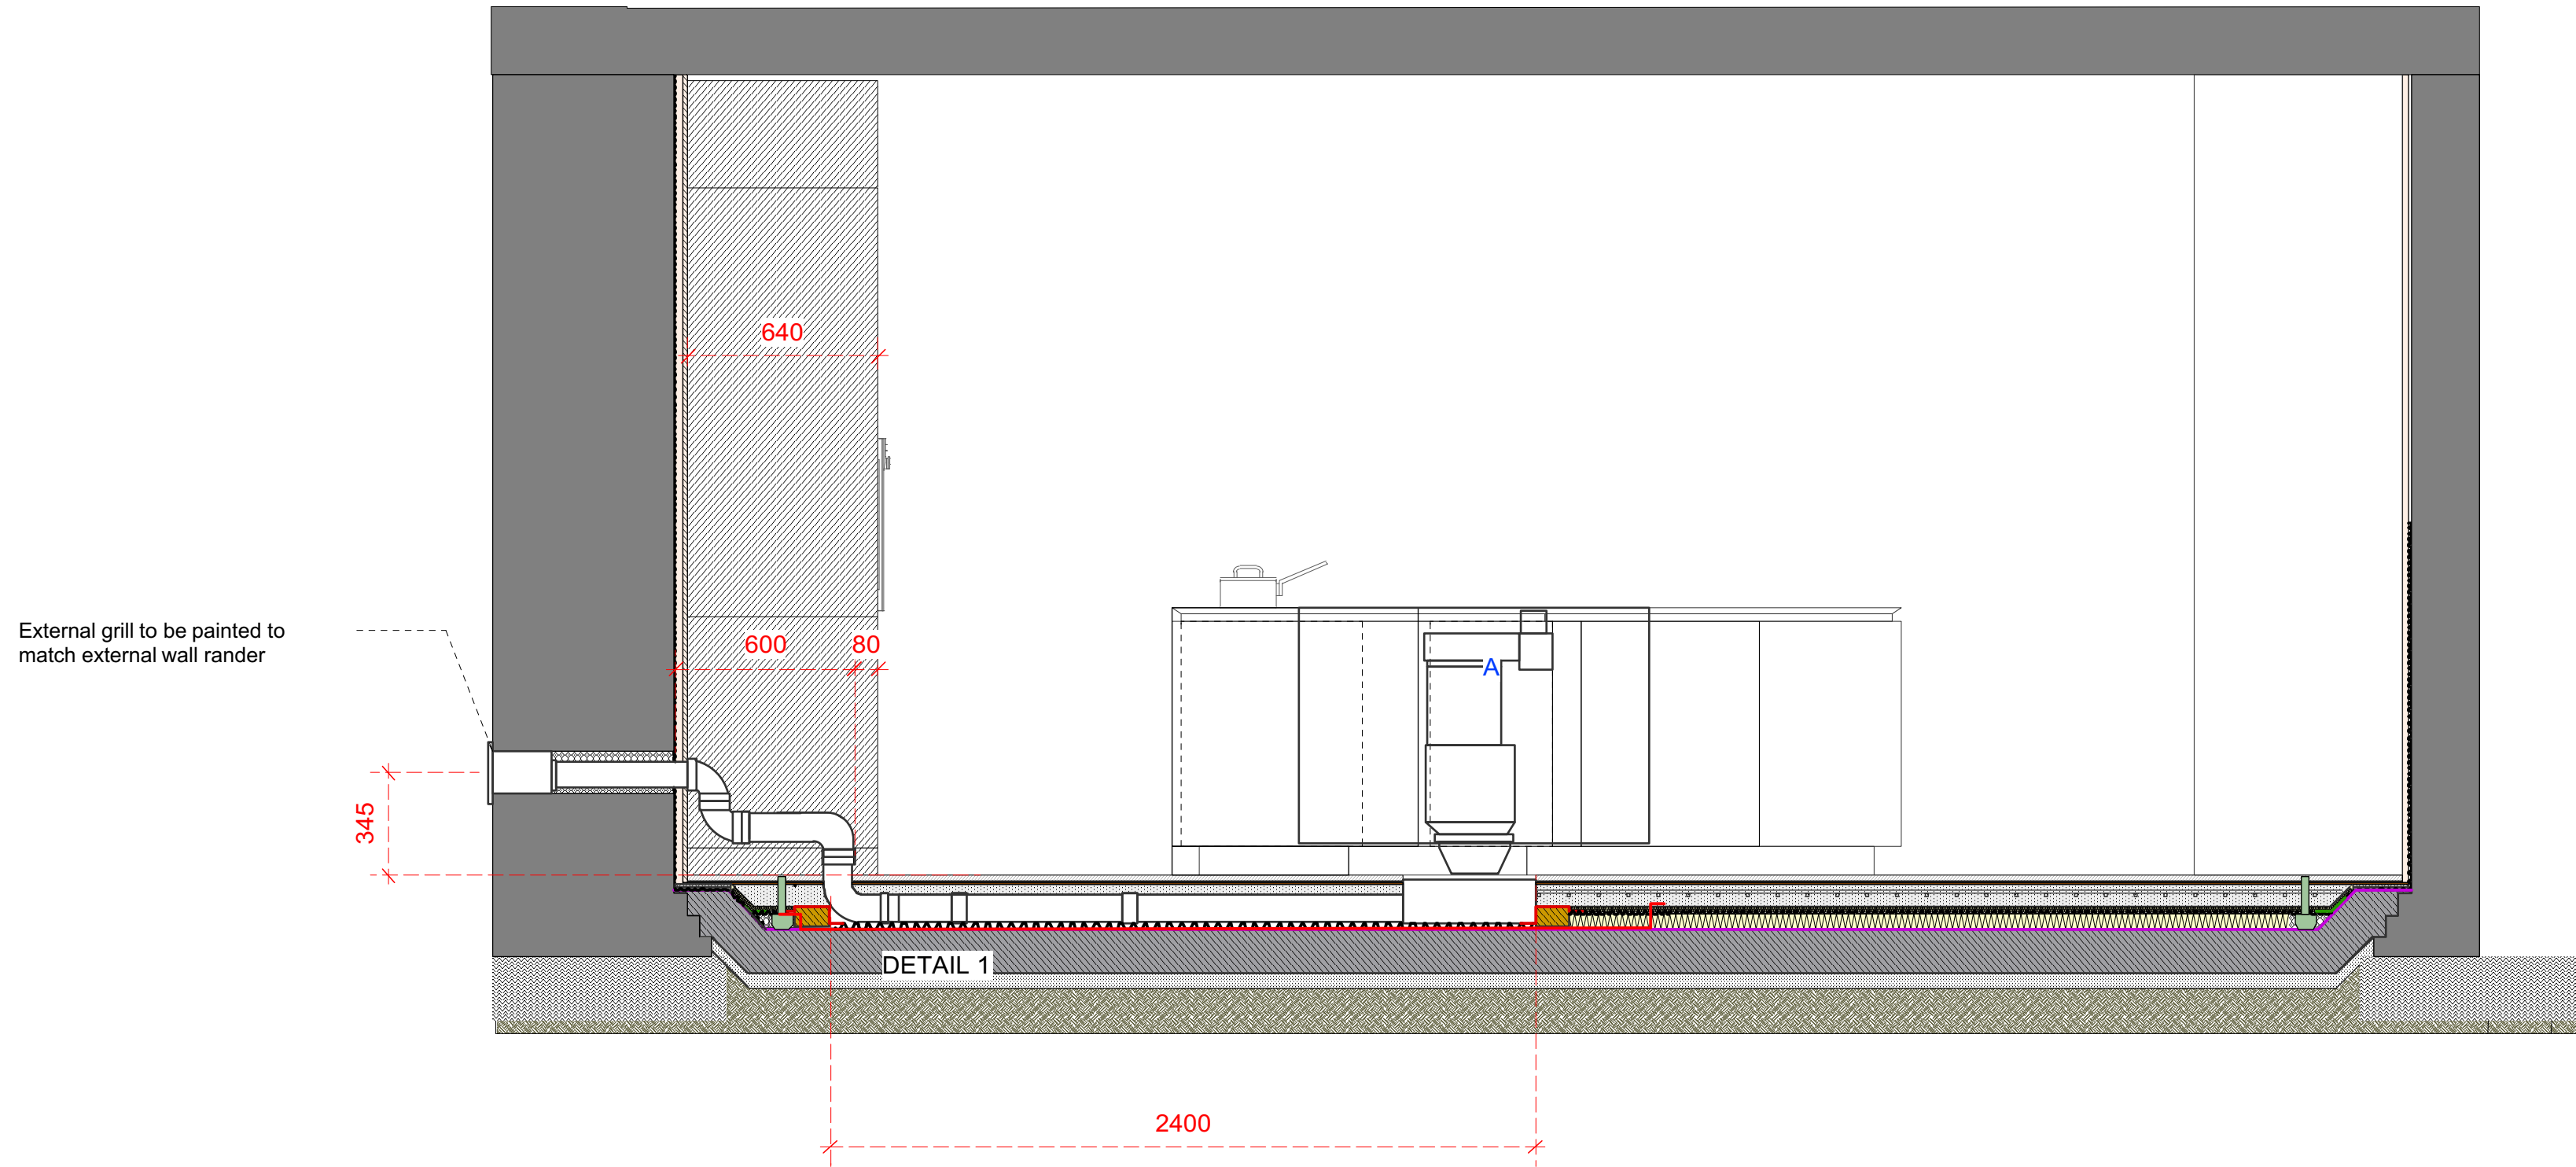 640
600
80
External grill to be painted to
match external wall rander
A
345
DETAIL 1
2400